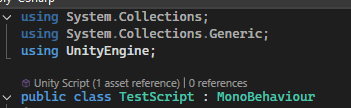 using System.Collections;
using System.Collections.Generic;
using UnityEngine;
Unity Script (1 asset reference) | 0 references
public class TestScript : MonoBehaviour